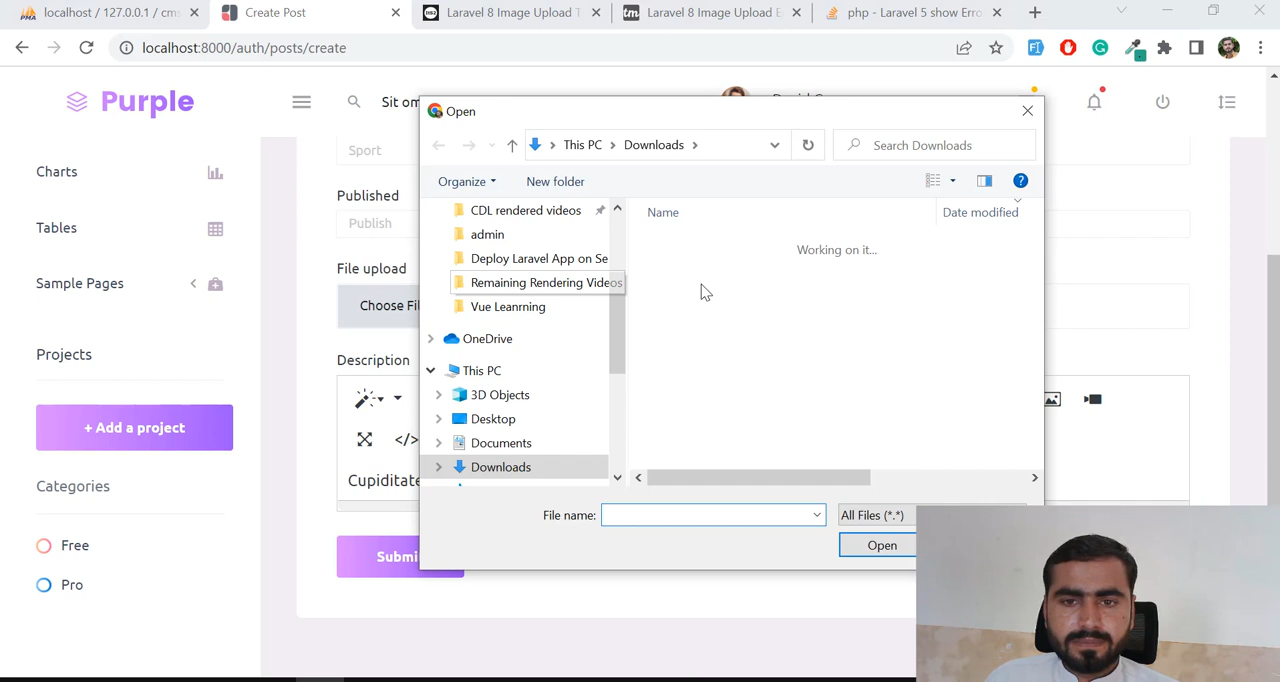 localhost / 127.0.0.1 / cms
Create Post
Laravel 8 Image Upload T
Laravel 8 Image Upload E
php - Laravel 5 show Erro
localhost:8000/auth/posts/create
Purple
Sit om
Charts
Tables
Sample Pages
Projects
+ Add a project
Categories
Free
Pro
Sport
Published
Publish
File upload
Choose Fil
Description
</>
Cupiditate
Submi
Open
This PC
Downloads
Search Downloads
Organize
New folder
CDL rendered videos
admin
Deploy Laravel App on Se
Remaining Rendering Videos
Vue Leanrning
OneDrive
This PC
3D Objects
Desktop
Documents
Downloads
Name
Date modified
Working on it...
File name:
All Files (*.*)
Open